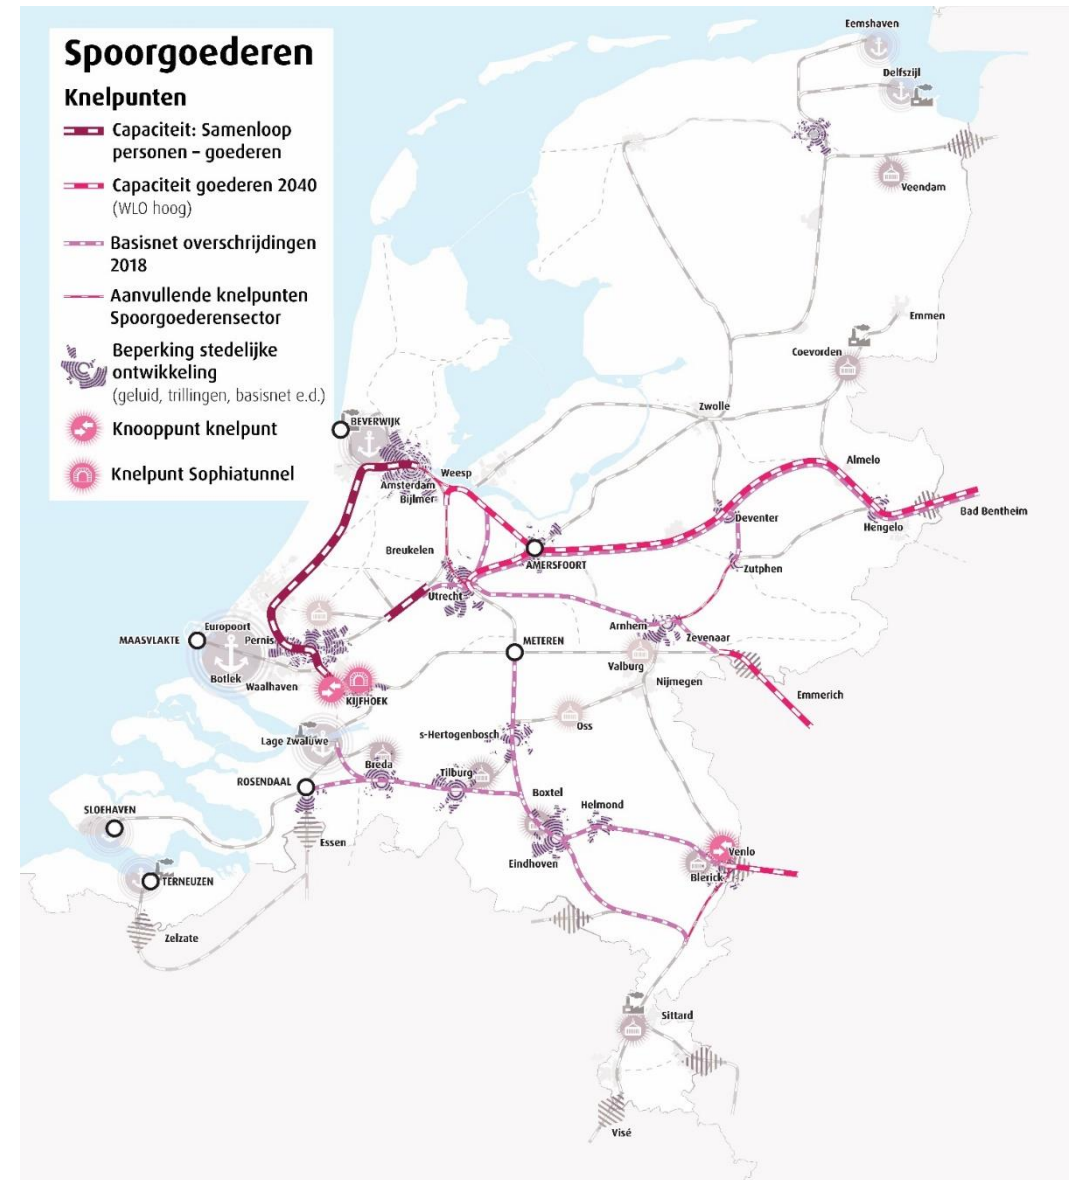 Spoorgoederen
Knelpunten
Capaciteit: Samenloop
personen – goederen
Capaciteit goederen 2040
(WLO hoog)
Basisnet overschrijdingen
2018
Aanvullende knelpunten
Spoorgoederensector
Beperking stedelijke
ontwikkeling
(geluid, trillingen, basisnet e.d.)
Knooppunt knelpunt
Knelpunt Sophiatunnel
Eemshaven
Delfszijl
Veendam
Emmen
Coevorden
Zwolle
BEVERWIJK
Weesp
Amsterdam
Bijlmer
Almelo
Bad Bentheim
Deventer
Hengelo
Breukelen
AMERSFOORT
Zutphen
Utrecht
Europoort
Arnhem
MAASVLAKTE
Pernis
Zevenaar
METEREN
Valburg
Botlek
Waalhaven
Nijmegen
Emmerich
KIJFHOEK
Oss
s-Hertogenbosch
Lage Zwaluwe
Breda
Tilburg
ROSENDAAL
Boxtel
Helmond
SLOEHAVEN
Essen
Venlo
Eindhoven
Blerick
TERNEUZEN
Zelzate
Sittard
Visé